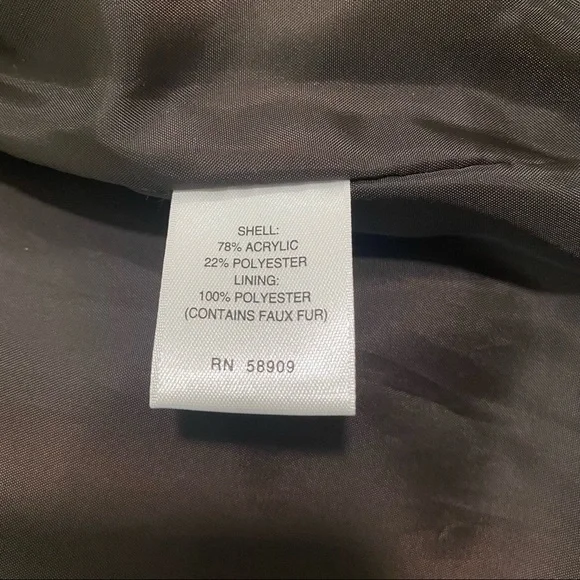 SHELL:
78% ACRYLIC
22% POLYESTER
LINING:
100% POLYESTER
(CONTAINS FAUX FUR)
RN 58909